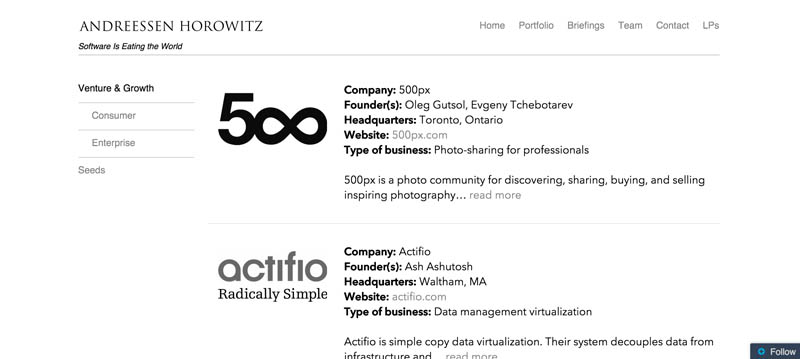 ANDREESSEN HOROWITZ
Home Portfolio Briefings Team Contact LPs
Software Is Eating the World
Venture & Growth
Consumer
Enterprise
Seeds
500
Company: 500px
Founder(s): Oleg Gutsol, Evgeny Tchebotarev
Headquarters: Toronto, Ontario
Website: 500px.com
Type of business: Photo-sharing for professionals
500px is a photo community for discovering, sharing, buying, and selling
inspiring photography… read more
actifio
Radically Simple
Company: Actifio
Founder(s): Ash Ashutosh
Headquarters: Waltham, MA
Website: actifio.com
Type of business: Data management virtualization
Actifio is simple copy data virtualization. Their system decouples data from
infrastructure and… read more
Follow